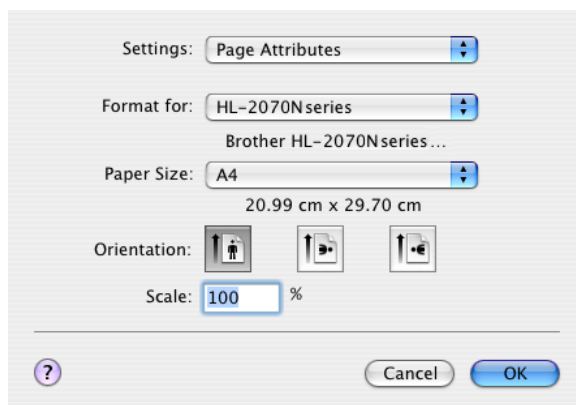 Settings: Page Attributes
Format for: HL-2070N series
Brother HL-2070N series...
Paper Size: A4
20.99 cm x 29.70 cm
Orientation:
Scale: 100 %
? Cancel OK